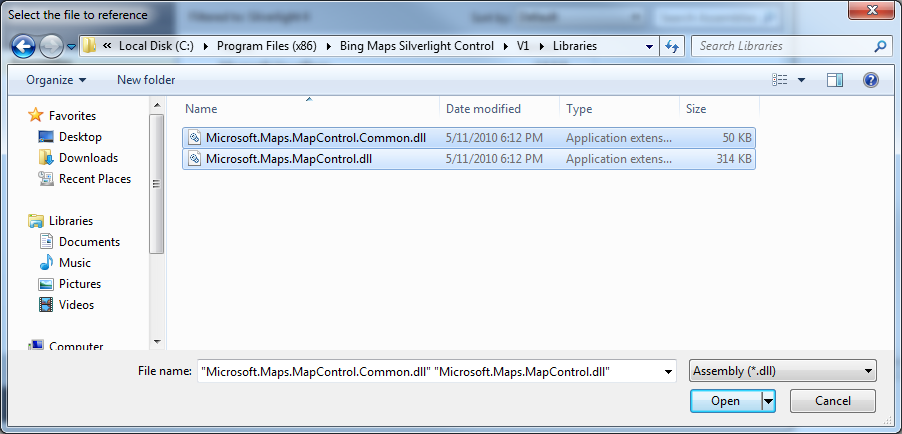 Select the file to reference
« Local Disk (C:) Program Files (x86) Bing Maps Silverlight Control V1 Libraries Search Libraries
Organize New folder
Name Date modified Type Size
Favorites
Desktop
Downloads
Recent Places
Libraries
Documents
Music
Pictures
Videos
Computer
Microsoft.Maps.MapControl.Common.dll 5/11/2010 6:12 PM Application extens... 50 KB
Microsoft.Maps.MapControl.dll 5/11/2010 6:12 PM Application extens... 314 KB
File name: "Microsoft.Maps.MapControl.Common.dll" "Microsoft.Maps.MapControl.dll" Assembly (*.dll)
Open Cancel